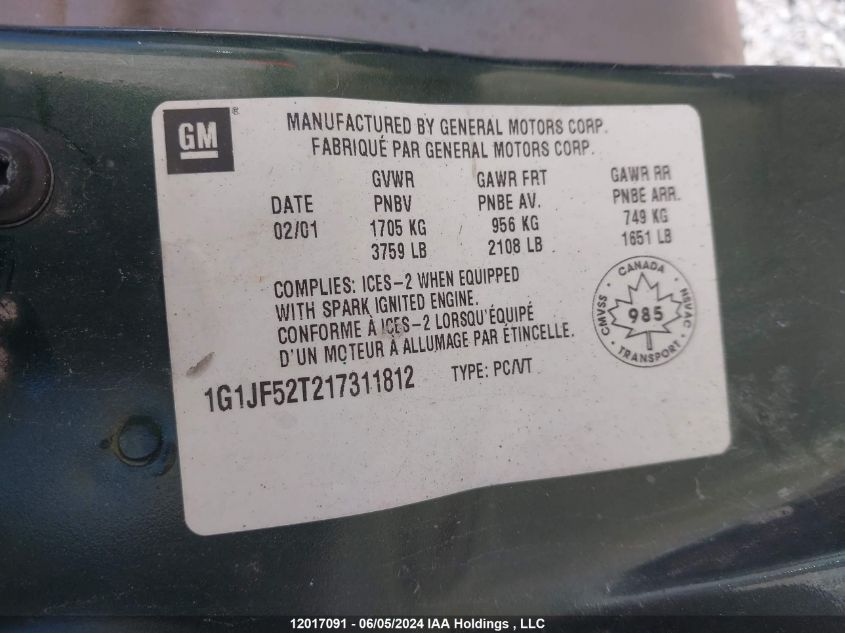 GM ®
MANUFACTURED BY GENERAL MOTORS CORP.
FABRIQUÉ PAR GENERAL MOTORS CORP.
GVWR GAWR FRT GAWR RR
DATE PNBV PNBE AV. PNBE ARR.
02/01 1705 KG 956 KG 749 KG
3759 LB 2108 LB 1651 LB
COMPLIES: ICES-2 WHEN EQUIPPED
WITH SPARK IGNITED ENGINE.
CONFORME À ICES-2 LORSQU'ÉQUIPÉ
D'UN MOTEUR À ALLUMAGE PAR ÉTINCELLE.
CANADA
CMVSS 985 NSVAC
TRANSPORT
1G1JF52T217311812 TYPE: PC/VT
12017091 - 06/05/2024 IAA Holdings , LLC